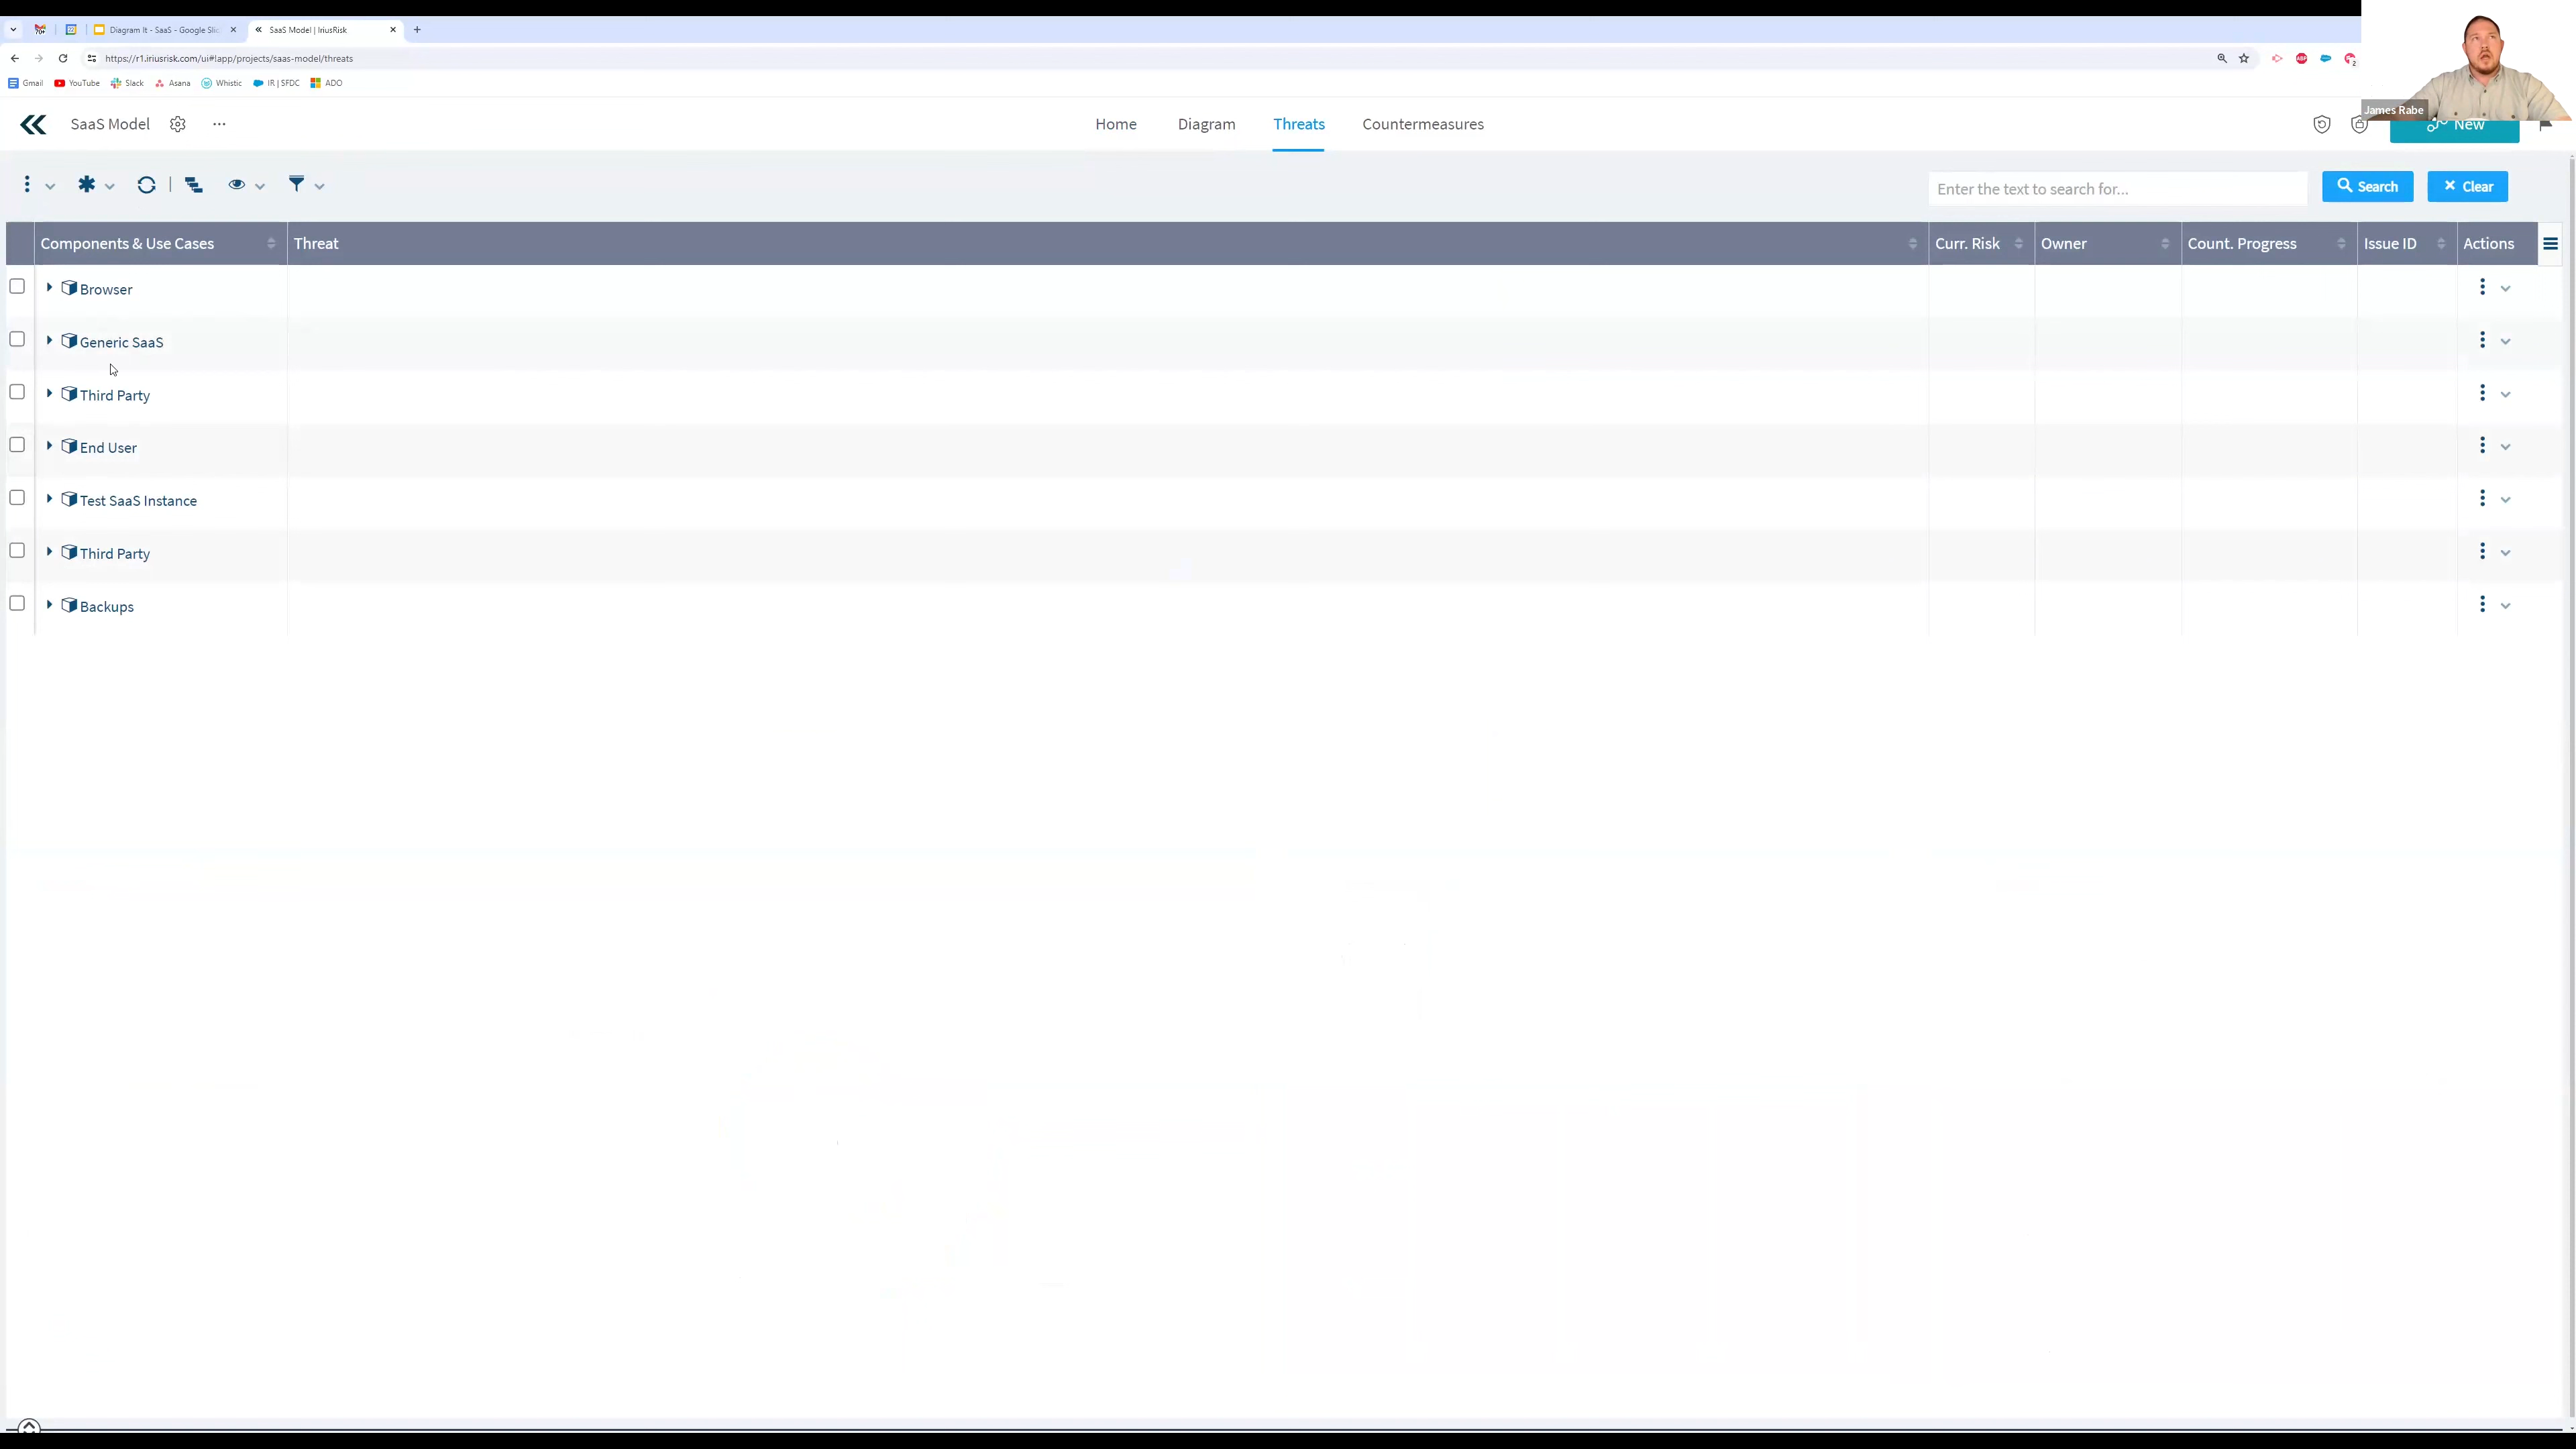 Diagram It - SaaS - Google Slid
SaaS Model | IriusRisk
https://r1.iriusrisk.com/ui#!app/projects/saas-model/threats
Gmail YouTube Slack Asana Whistic IR | SFDC ADO
James Rabe
SaaS Model
Home Diagram Threats Countermeasures
New
Enter the text to search for...
Search
Clear
Components & Use Cases Threat Curr. Risk Owner Count. Progress Issue ID Actions
Browser
Generic SaaS
Third Party
End User
Test SaaS Instance
Third Party
Backups